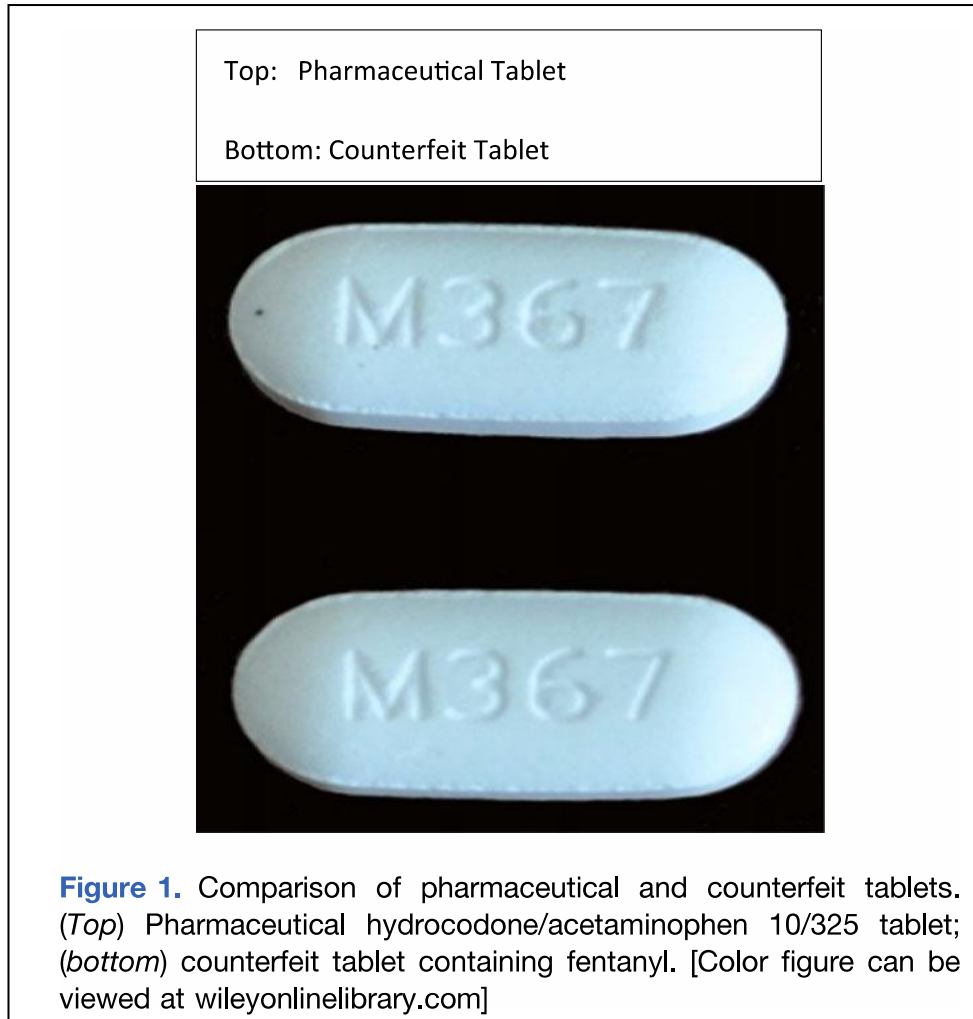 Top: Pharmaceutical Tablet
Bottom: Counterfeit Tablet
M367
M367
Figure 1. Comparison of pharmaceutical and counterfeit tablets.
(Top) Pharmaceutical hydrocodone/acetaminophen 10/325 tablet;
(bottom) counterfeit tablet containing fentanyl. [Color figure can be
viewed at wileyonlinelibrary.com]